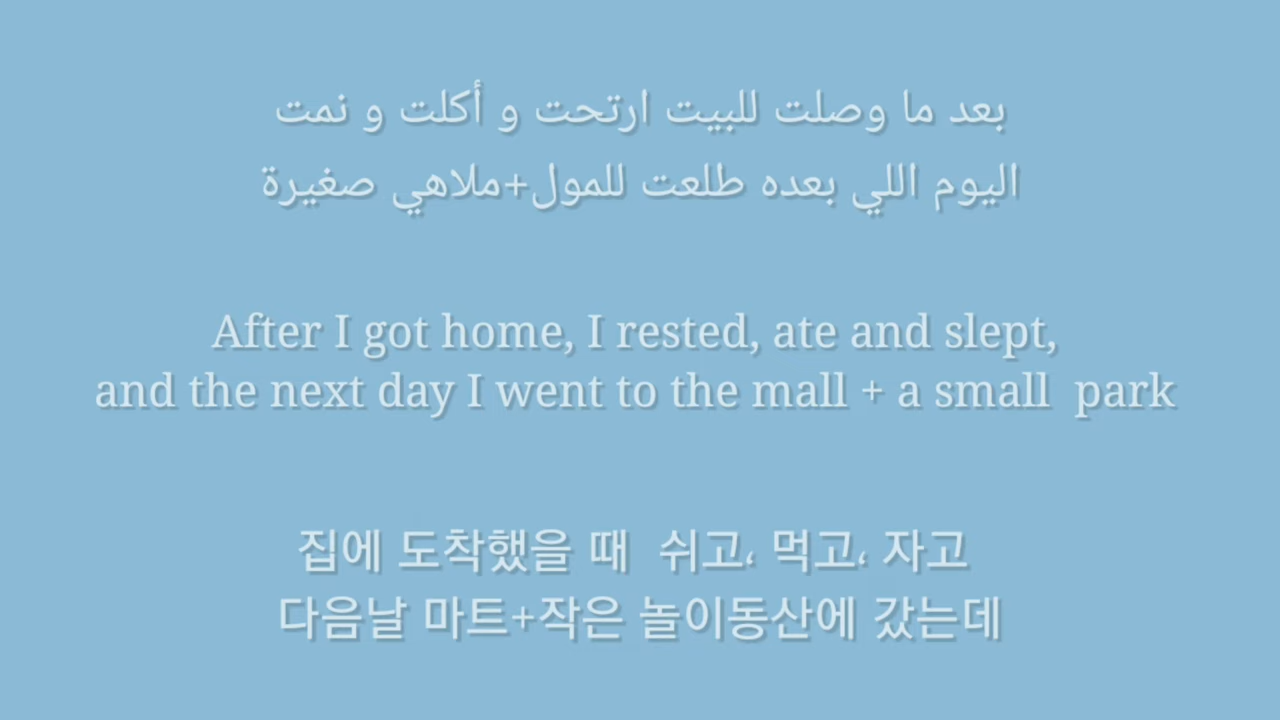 بعد ما وصلت للبيت ارتحت و أكلت و نمت
اليوم اللي بعده طلعت للمول+ملاهي صغيرة
After I got home, I rested, ate and slept,
and the next day I went to the mall + a small  park
집에 도착했을 때  쉬고، 먹고، 자고
다음날 마트+작은 놀이동산에 갔는데